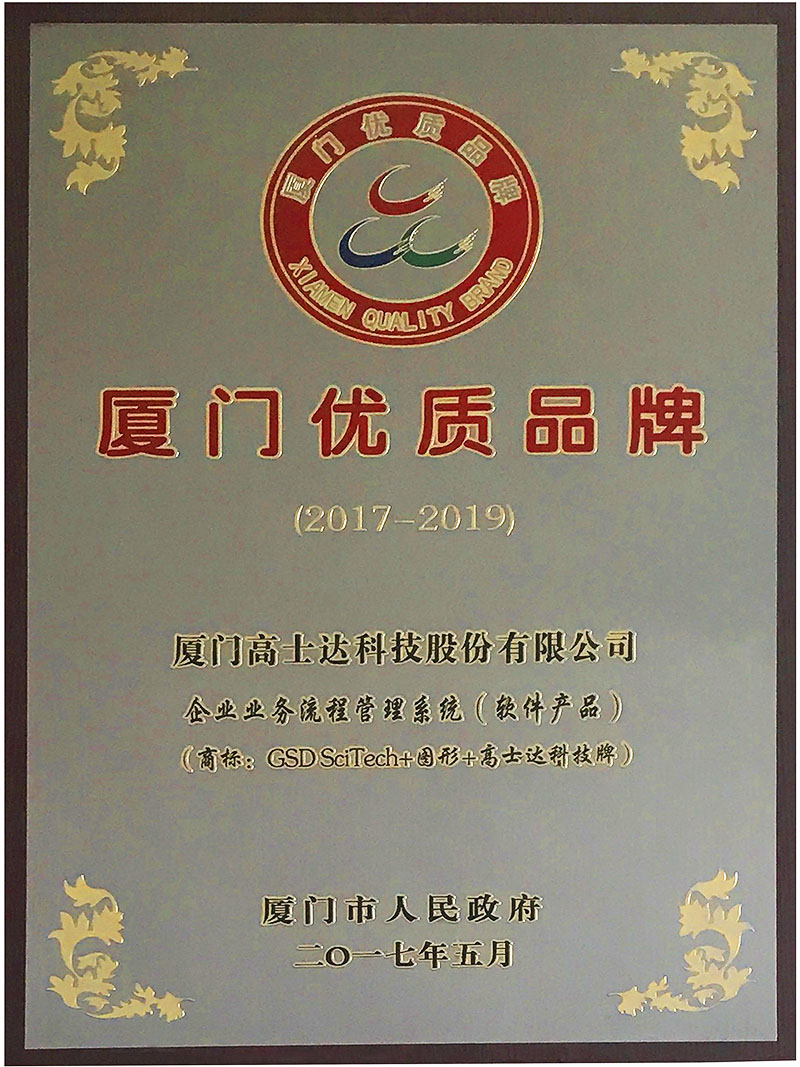 厦门优质品牌
XIAMEN QUALITY BRAND
厦门优质品牌
(2017-2019)
厦门高士达科技股份有限公司
企业业务流程管理系统（软件产品）
（商标：GSD SciTech+图形+高士达科技牌）
厦门市人民政府
二〇一七年五月